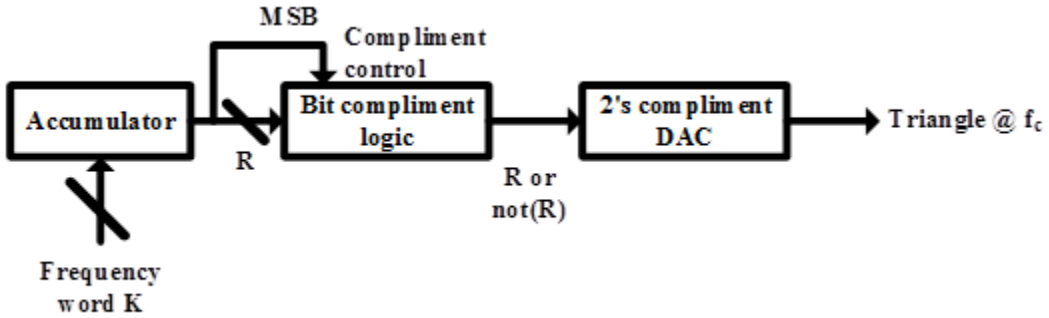 MSB
Compliment
control
Accumulator
R
Bit compliment
logic
2's compliment
DAC
Triangle @ fc
R or
not(R)
Frequency
word K